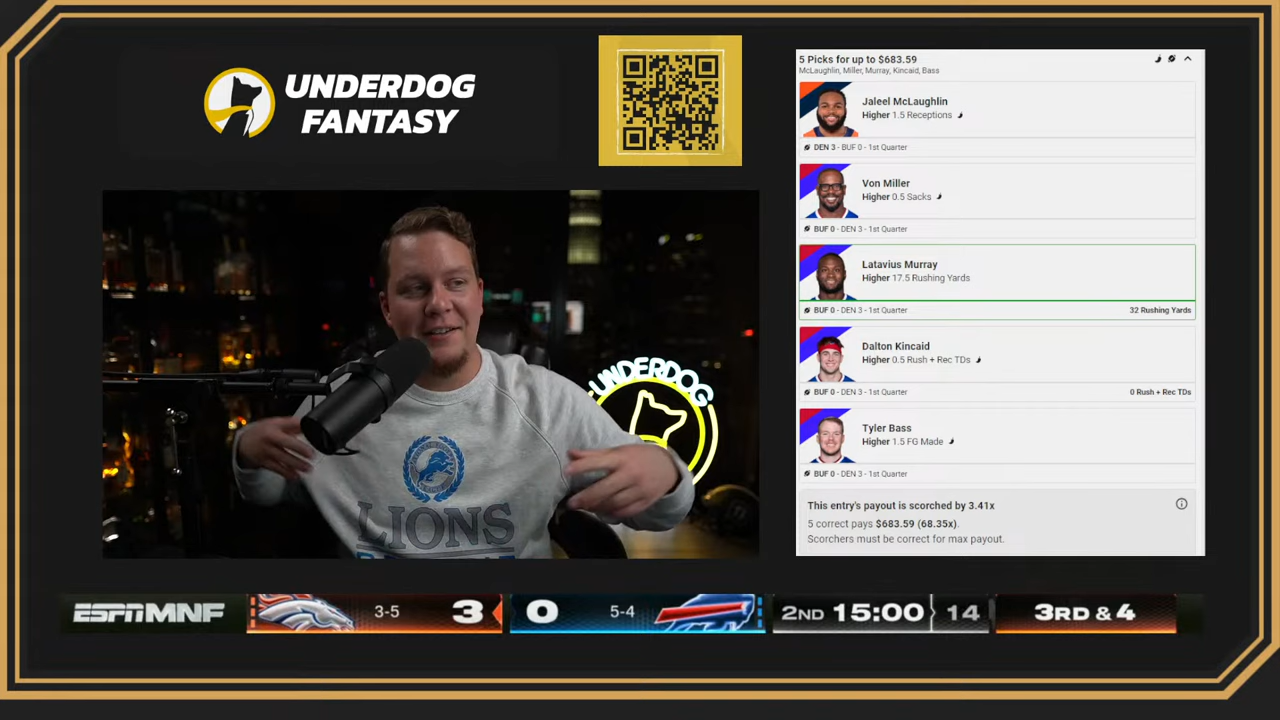 UNDERDOG
FANTASY
5 Picks for up to $683.59
McLaughlin, Miller, Murray, Kincaid, Bass
Jaleel McLaughlin
Higher 1.5 Receptions
DEN 3 - BUF 0 - 1st Quarter
Von Miller
Higher 0.5 Sacks
BUF 0 - DEN 3 - 1st Quarter
Latavius Murray
Higher 17.5 Rushing Yards
BUF 0 - DEN 3 - 1st Quarter 32 Rushing Yards
Dalton Kincaid
Higher 0.5 Rush + Rec TDs
BUF 0 - DEN 3 - 1st Quarter 0 Rush + Rec TDs
Tyler Bass
Higher 1.5 FG Made
BUF 0 - DEN 3 - 1st Quarter
This entry's payout is scorched by 3.41x
5 correct pays $683.59 (68.35x).
Scorchers must be correct for max payout.
UNDERDOG
LIONS
ESPN MNF 3-5 3 0 5-4 2ND 15:00 14 3RD & 4